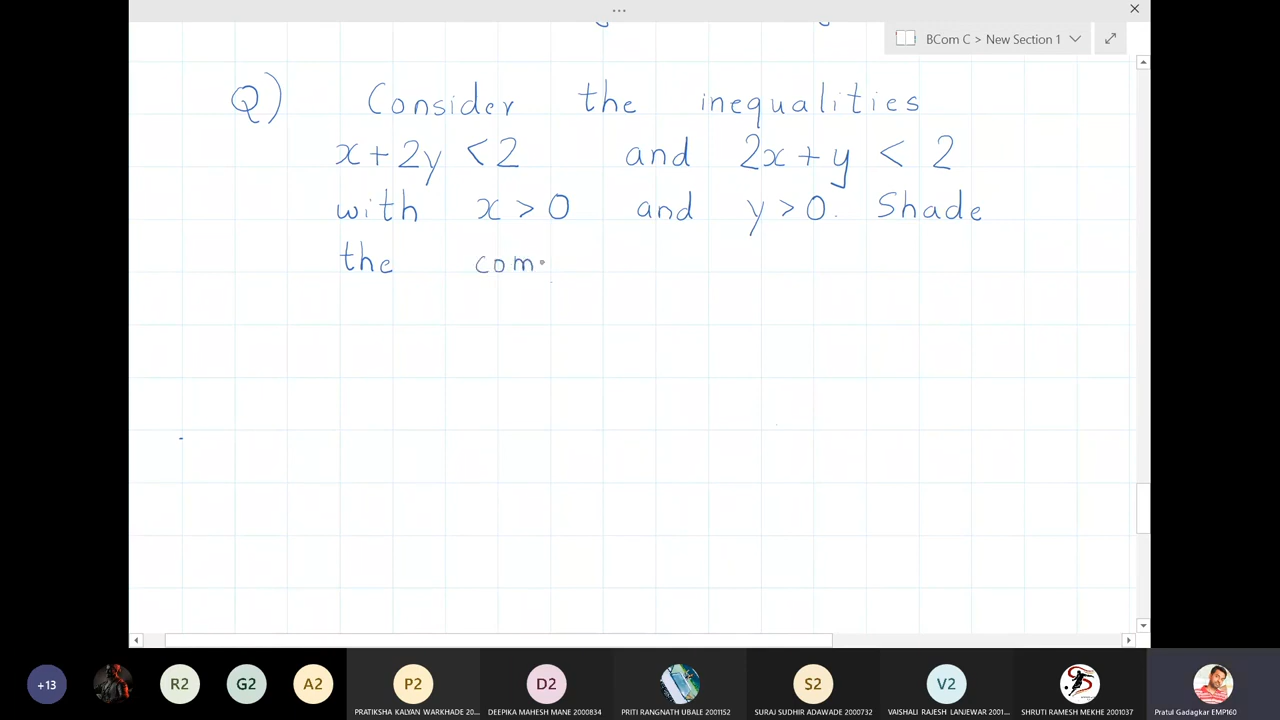 BCom C > New Section 1
Q) Consider the inequalities
x + 2y < 2 and 2x + y < 2
with x > 0 and y > 0. Shade
the com
+13
R2
G2
A2
P2
D2
S2
V2
PRATIKSHA KALYAN WARKHADE 20...
DEEPIKA MAHESH MANE 2000834
PRITI RANGNATH UBALE 2001152
SURAJ SUDHIR ADAWADE 2000732
VAISHALI RAJESH LANJEWAR 2001...
SHRUTI RAMESH MEKHE 2001037
Pratul Gadagkar EMP160